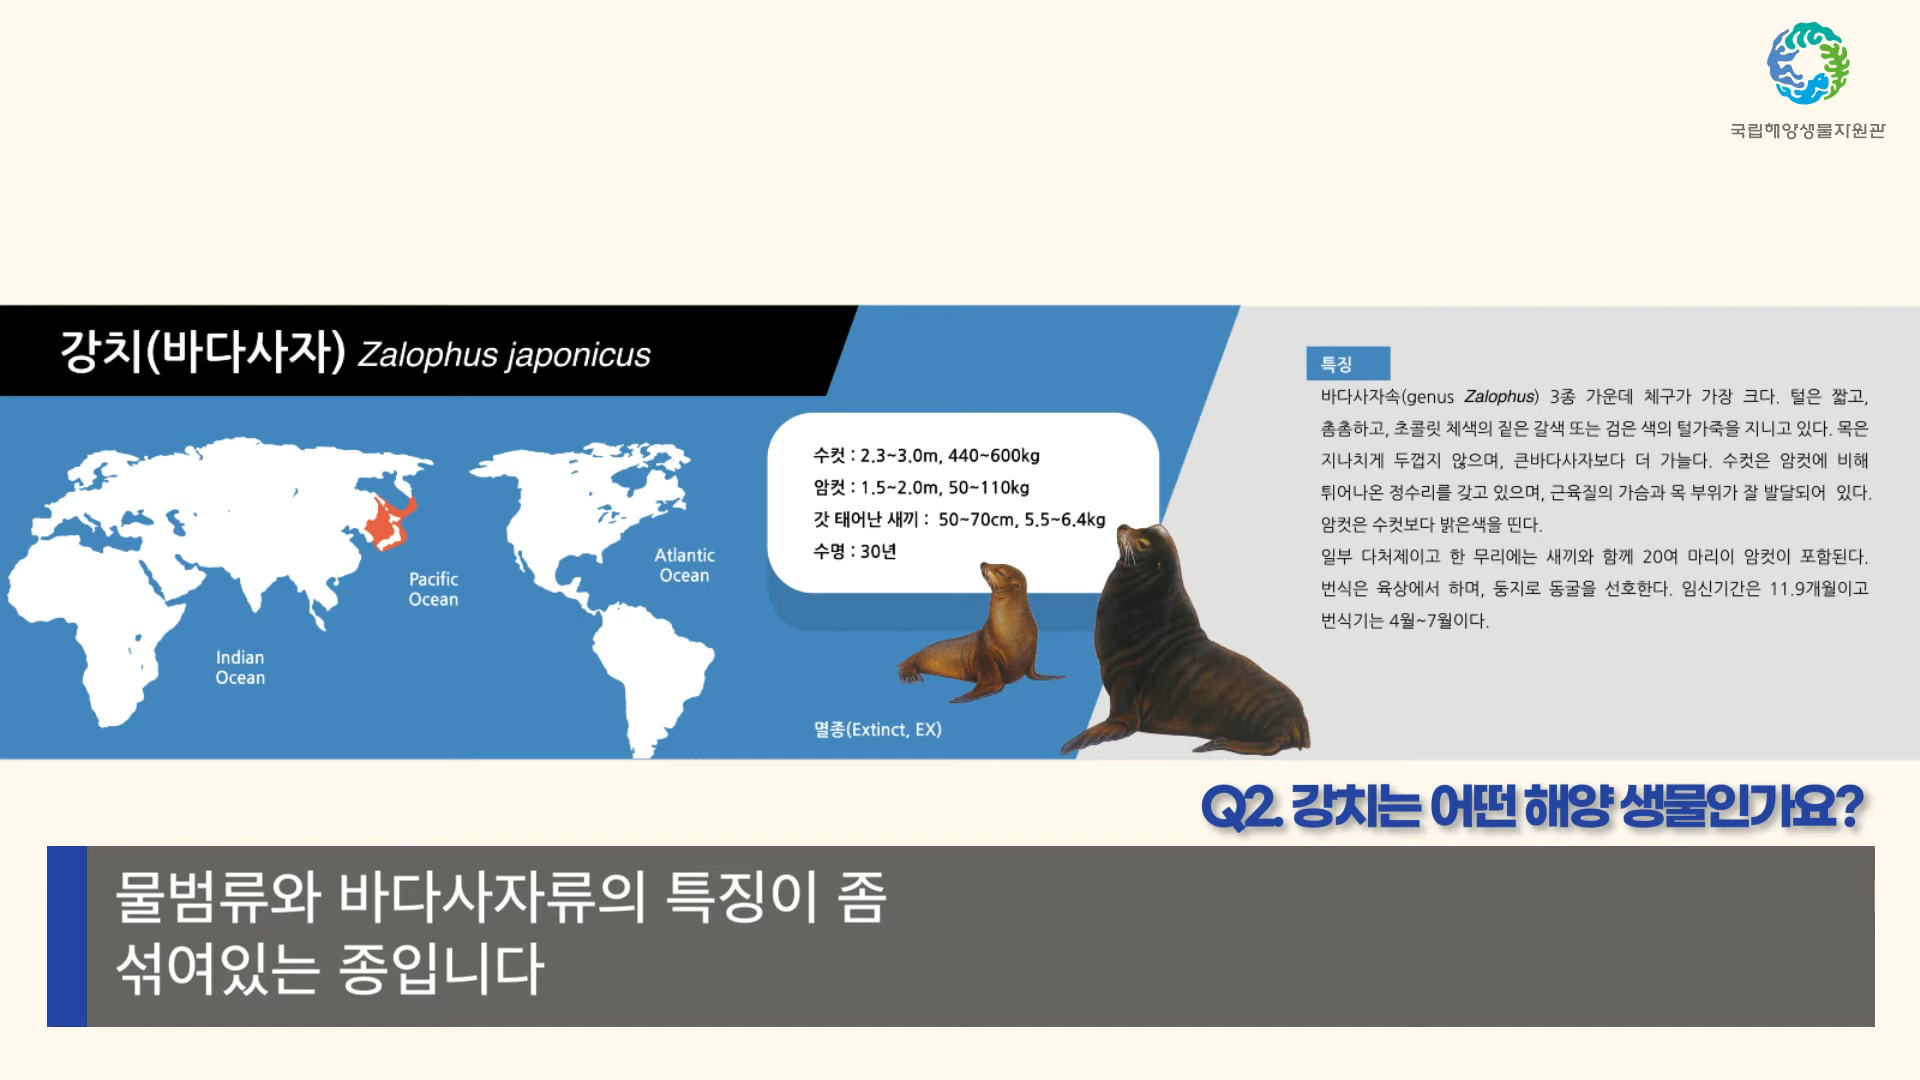 국립해양생물자원관
강치(바다사자) Zalophus japonicus
수컷 : 2.3~3.0m, 440~600kg
암컷 : 1.5~2.0m, 50~110kg
갓 태어난 새끼 : 50~70cm, 5.5~6.4kg
수명 : 30년
Atlantic
Ocean
Pacific
Ocean
Indian
Ocean
멸종(Extinct, EX)
특징
바다사자속(genus Zalophus) 3종 가운데 체구가 가장 크다. 털은 짧고,
촘촘하고, 초콜릿 체색의 짙은 갈색 또는 검은 색의 털가죽을 지니고 있다. 목은
지나치게 두껍지 않으며, 큰바다사자보다 더 가늘다. 수컷은 암컷에 비해
튀어나온 정수리를 갖고 있으며, 근육질의 가슴과 목 부위가 잘 발달되어 있다.
암컷은 수컷보다 밝은색을 띤다.
일부 다처제이고 한 무리에는 새끼와 함께 20여 마리이 암컷이 포함된다.
번식은 육상에서 하며, 둥지로 동굴을 선호한다. 임신기간은 11.9개월이고
번식기는 4월~7월이다.
Q2. 강치는 어떤 해양 생물인가요?
물범류와 바다사자류의 특징이 좀
섞여있는 종입니다